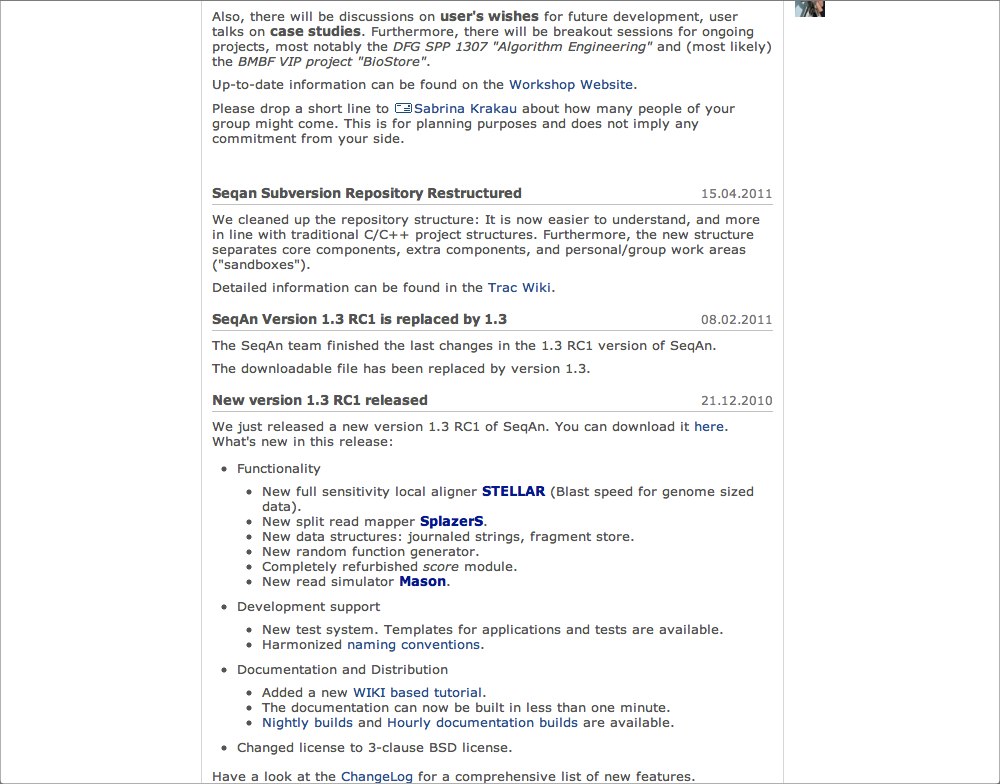 Also, there will be discussions on user's wishes for future development, user
talks on case studies. Furthermore, there will be breakout sessions for ongoing
projects, most notably the DFG SPP 1307 "Algorithm Engineering" and (most likely)
the BMBF VIP project "BioStore".
Up-to-date information can be found on the Workshop Website.
Please drop a short line to Sabrina Krakau about how many people of your
group might come. This is for planning purposes and does not imply any
commitment from your side.
Seqan Subversion Repository Restructured 15.04.2011
We cleaned up the repository structure: It is now easier to understand, and more
in line with traditional C/C++ project structures. Furthermore, the new structure
separates core components, extra components, and personal/group work areas
("sandboxes").
Detailed information can be found in the Trac Wiki.
SeqAn Version 1.3 RC1 is replaced by 1.3 08.02.2011
The SeqAn team finished the last changes in the 1.3 RC1 version of SeqAn.
The downloadable file has been replaced by version 1.3.
New version 1.3 RC1 released 21.12.2010
We just released a new version 1.3 RC1 of SeqAn. You can download it here.
What's new in this release:
• Functionality
• New full sensitivity local aligner STELLAR (Blast speed for genome sized
data).
• New split read mapper SplazerS.
• New data structures: journaled strings, fragment store.
• New random function generator.
• Completely refurbished score module.
• New read simulator Mason.
• Development support
• New test system. Templates for applications and tests are available.
• Harmonized naming conventions.
• Documentation and Distribution
• Added a new WIKI based tutorial.
• The documentation can now be built in less than one minute.
• Nightly builds and Hourly documentation builds are available.
• Changed license to 3-clause BSD license.
Have a look at the ChangeLog for a comprehensive list of new features.